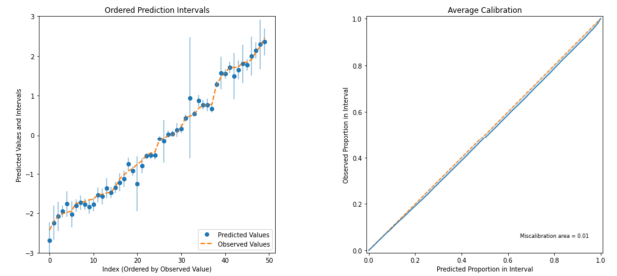 Ordered Prediction Intervals
Predicted Values and Intervals
3
2
1
0
−1
−2
−3
0
10
20
30
40
50
Index (Ordered by Observed Value)
Predicted Values
Observed Values
Average Calibration
Observed Proportion in Interval
1.0
0.8
0.6
0.4
0.2
0.0
0.0
0.2
0.4
0.6
0.8
1.0
Predicted Proportion in Interval
Miscalibration area = 0.01